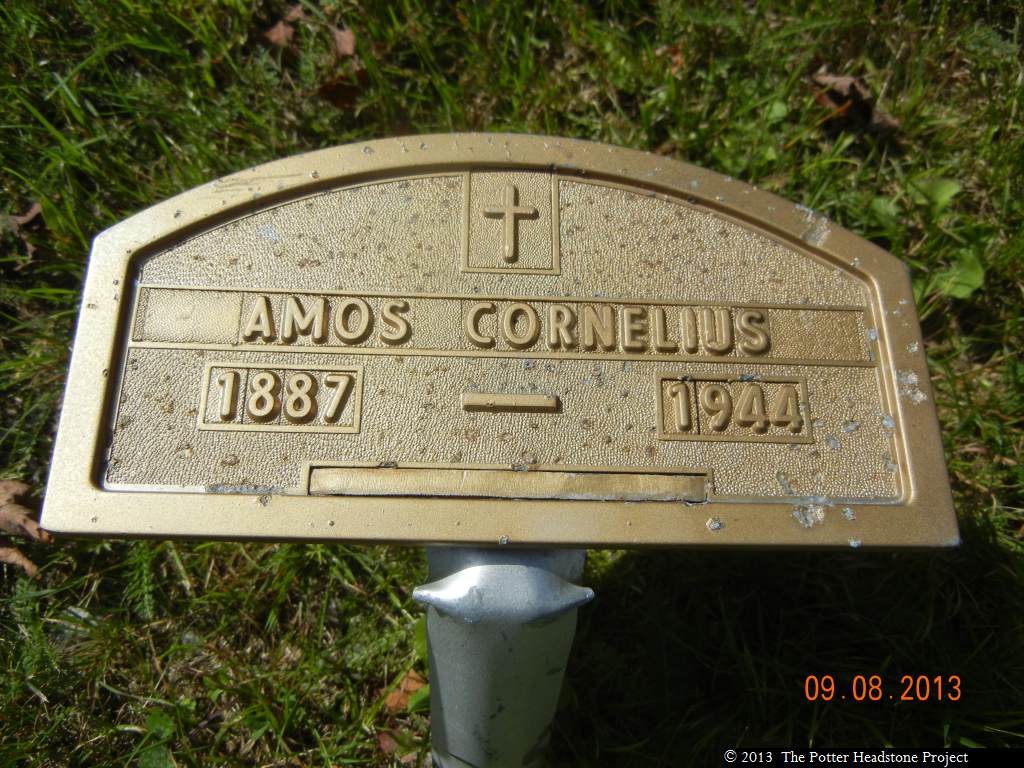 AMOS CORNELIUS
1887 — 1944
09.08.2013
© 2013 The Potter Headstone Project